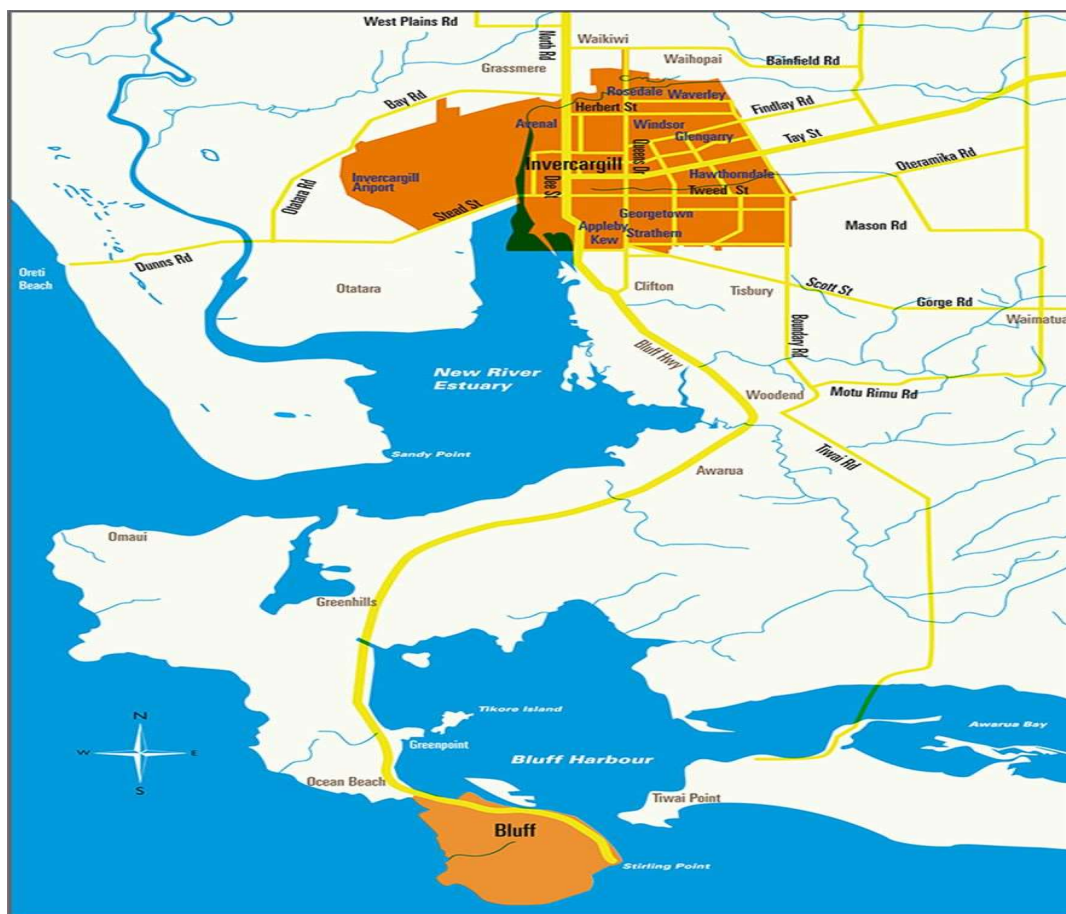 West Plains Rd
North Rd
Waikiwi
Waihopai
Bainfield Rd
Grassmere
Bay Rd
Rosedale
Waverley
Herbert St
Findlay Rd
Avenal
Windsor
Glengarry
Tay St
Queens Dr
Invercargill
Oteramika Rd
Invercargill
Ariport
Otatara Rd
Dee St
Hawthorndale
Tweed St
Stead St
Georgetown
Appleby
Kew
Strathern
Mason Rd
Dunns Rd
Oreti
Beach
Otatara
Clifton
Tisbury
Scott St
Görge Rd
Waimatua
Boundary Rd
Bluff Hwy
New River
Estuary
Woodend
Motu Rimu Rd
Sandy Point
Awarua
Tiwai Rd
Omaui
Greenhills
Tikore Island
Awarua Bay
N
W
E
S
Greenpoint
Bluff Harbour
Ocean Beach
Tiwai Point
Bluff
Stirling Point